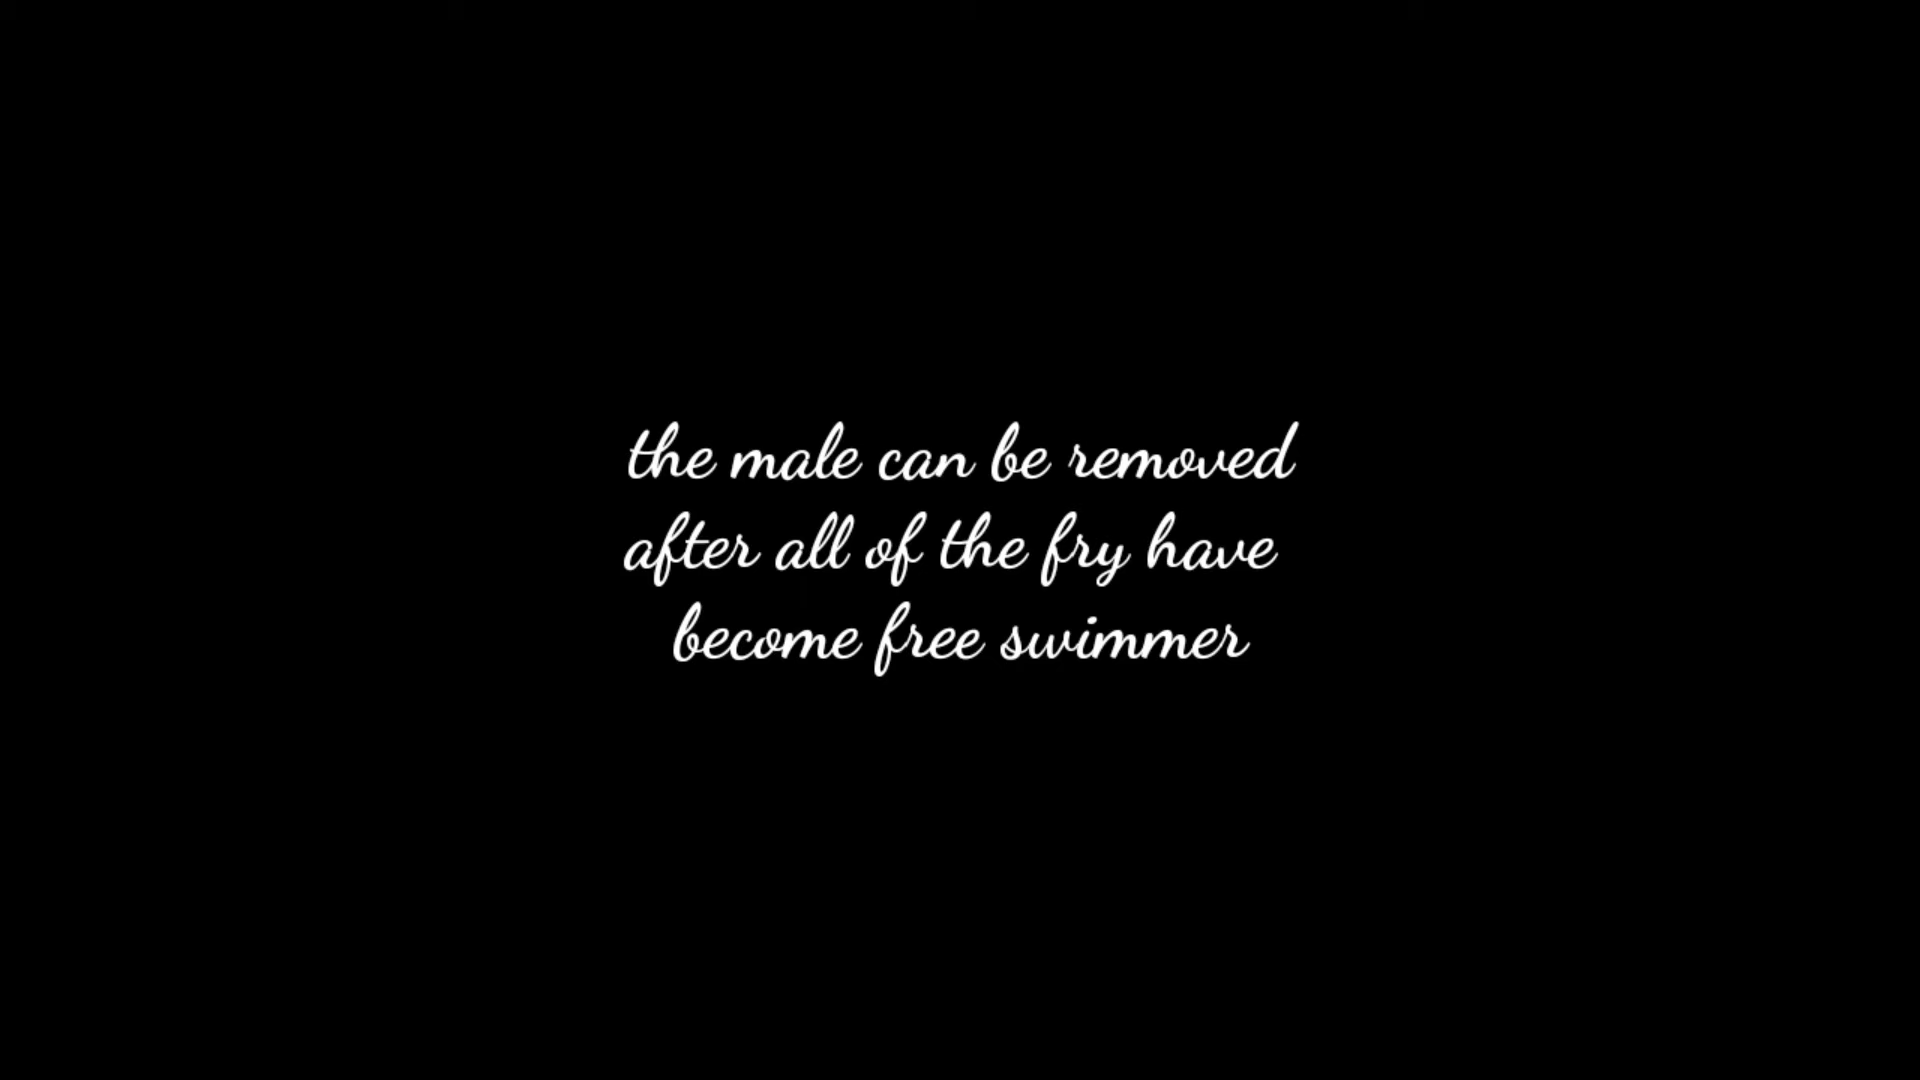 the male can be removed
after all of the fry have
become free swimmer